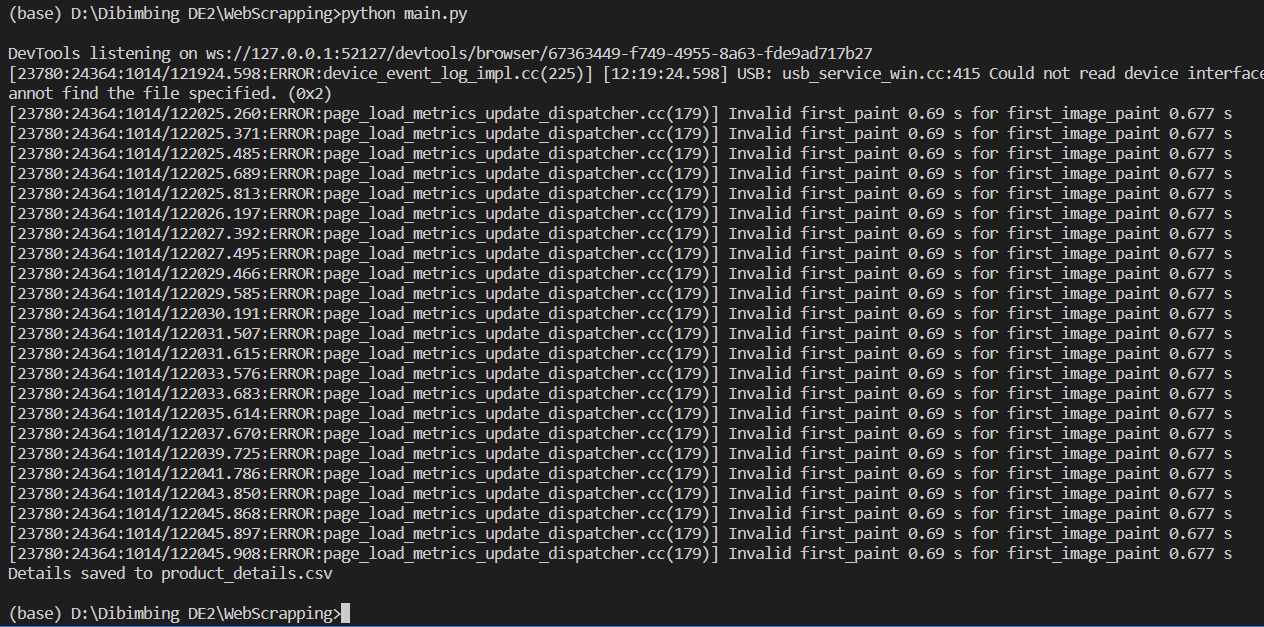 (base) D:\Dibimbing DE2\WebScrapping>python main.py
DevTools listening on ws://127.0.0.1:52127/devtools/browser/67363449-f749-4955-8a63-fde9ad717b27
[23780:24364:1014/121924.598:ERROR:device_event_log_impl.cc(225)] [12:19:24.598] USB: usb_service_win.cc:415 Could not read device interface
annot find the file specified. (0x2)
[23780:24364:1014/122025.260:ERROR:page_load_metrics_update_dispatcher.cc(179)] Invalid first_paint 0.69 s for first_image_paint 0.677 s
[23780:24364:1014/122025.371:ERROR:page_load_metrics_update_dispatcher.cc(179)] Invalid first_paint 0.69 s for first_image_paint 0.677 s
[23780:24364:1014/122025.485:ERROR:page_load_metrics_update_dispatcher.cc(179)] Invalid first_paint 0.69 s for first_image_paint 0.677 s
[23780:24364:1014/122025.689:ERROR:page_load_metrics_update_dispatcher.cc(179)] Invalid first_paint 0.69 s for first_image_paint 0.677 s
[23780:24364:1014/122025.813:ERROR:page_load_metrics_update_dispatcher.cc(179)] Invalid first_paint 0.69 s for first_image_paint 0.677 s
[23780:24364:1014/122026.197:ERROR:page_load_metrics_update_dispatcher.cc(179)] Invalid first_paint 0.69 s for first_image_paint 0.677 s
[23780:24364:1014/122027.392:ERROR:page_load_metrics_update_dispatcher.cc(179)] Invalid first_paint 0.69 s for first_image_paint 0.677 s
[23780:24364:1014/122027.495:ERROR:page_load_metrics_update_dispatcher.cc(179)] Invalid first_paint 0.69 s for first_image_paint 0.677 s
[23780:24364:1014/122029.466:ERROR:page_load_metrics_update_dispatcher.cc(179)] Invalid first_paint 0.69 s for first_image_paint 0.677 s
[23780:24364:1014/122029.585:ERROR:page_load_metrics_update_dispatcher.cc(179)] Invalid first_paint 0.69 s for first_image_paint 0.677 s
[23780:24364:1014/122030.191:ERROR:page_load_metrics_update_dispatcher.cc(179)] Invalid first_paint 0.69 s for first_image_paint 0.677 s
[23780:24364:1014/122031.507:ERROR:page_load_metrics_update_dispatcher.cc(179)] Invalid first_paint 0.69 s for first_image_paint 0.677 s
[23780:24364:1014/122031.615:ERROR:page_load_metrics_update_dispatcher.cc(179)] Invalid first_paint 0.69 s for first_image_paint 0.677 s
[23780:24364:1014/122033.576:ERROR:page_load_metrics_update_dispatcher.cc(179)] Invalid first_paint 0.69 s for first_image_paint 0.677 s
[23780:24364:1014/122033.683:ERROR:page_load_metrics_update_dispatcher.cc(179)] Invalid first_paint 0.69 s for first_image_paint 0.677 s
[23780:24364:1014/122035.614:ERROR:page_load_metrics_update_dispatcher.cc(179)] Invalid first_paint 0.69 s for first_image_paint 0.677 s
[23780:24364:1014/122037.670:ERROR:page_load_metrics_update_dispatcher.cc(179)] Invalid first_paint 0.69 s for first_image_paint 0.677 s
[23780:24364:1014/122039.725:ERROR:page_load_metrics_update_dispatcher.cc(179)] Invalid first_paint 0.69 s for first_image_paint 0.677 s
[23780:24364:1014/122041.786:ERROR:page_load_metrics_update_dispatcher.cc(179)] Invalid first_paint 0.69 s for first_image_paint 0.677 s
[23780:24364:1014/122043.850:ERROR:page_load_metrics_update_dispatcher.cc(179)] Invalid first_paint 0.69 s for first_image_paint 0.677 s
[23780:24364:1014/122045.868:ERROR:page_load_metrics_update_dispatcher.cc(179)] Invalid first_paint 0.69 s for first_image_paint 0.677 s
[23780:24364:1014/122045.897:ERROR:page_load_metrics_update_dispatcher.cc(179)] Invalid first_paint 0.69 s for first_image_paint 0.677 s
[23780:24364:1014/122045.908:ERROR:page_load_metrics_update_dispatcher.cc(179)] Invalid first_paint 0.69 s for first_image_paint 0.677 s
Details saved to product_details.csv
(base) D:\Dibimbing DE2\WebScrapping>